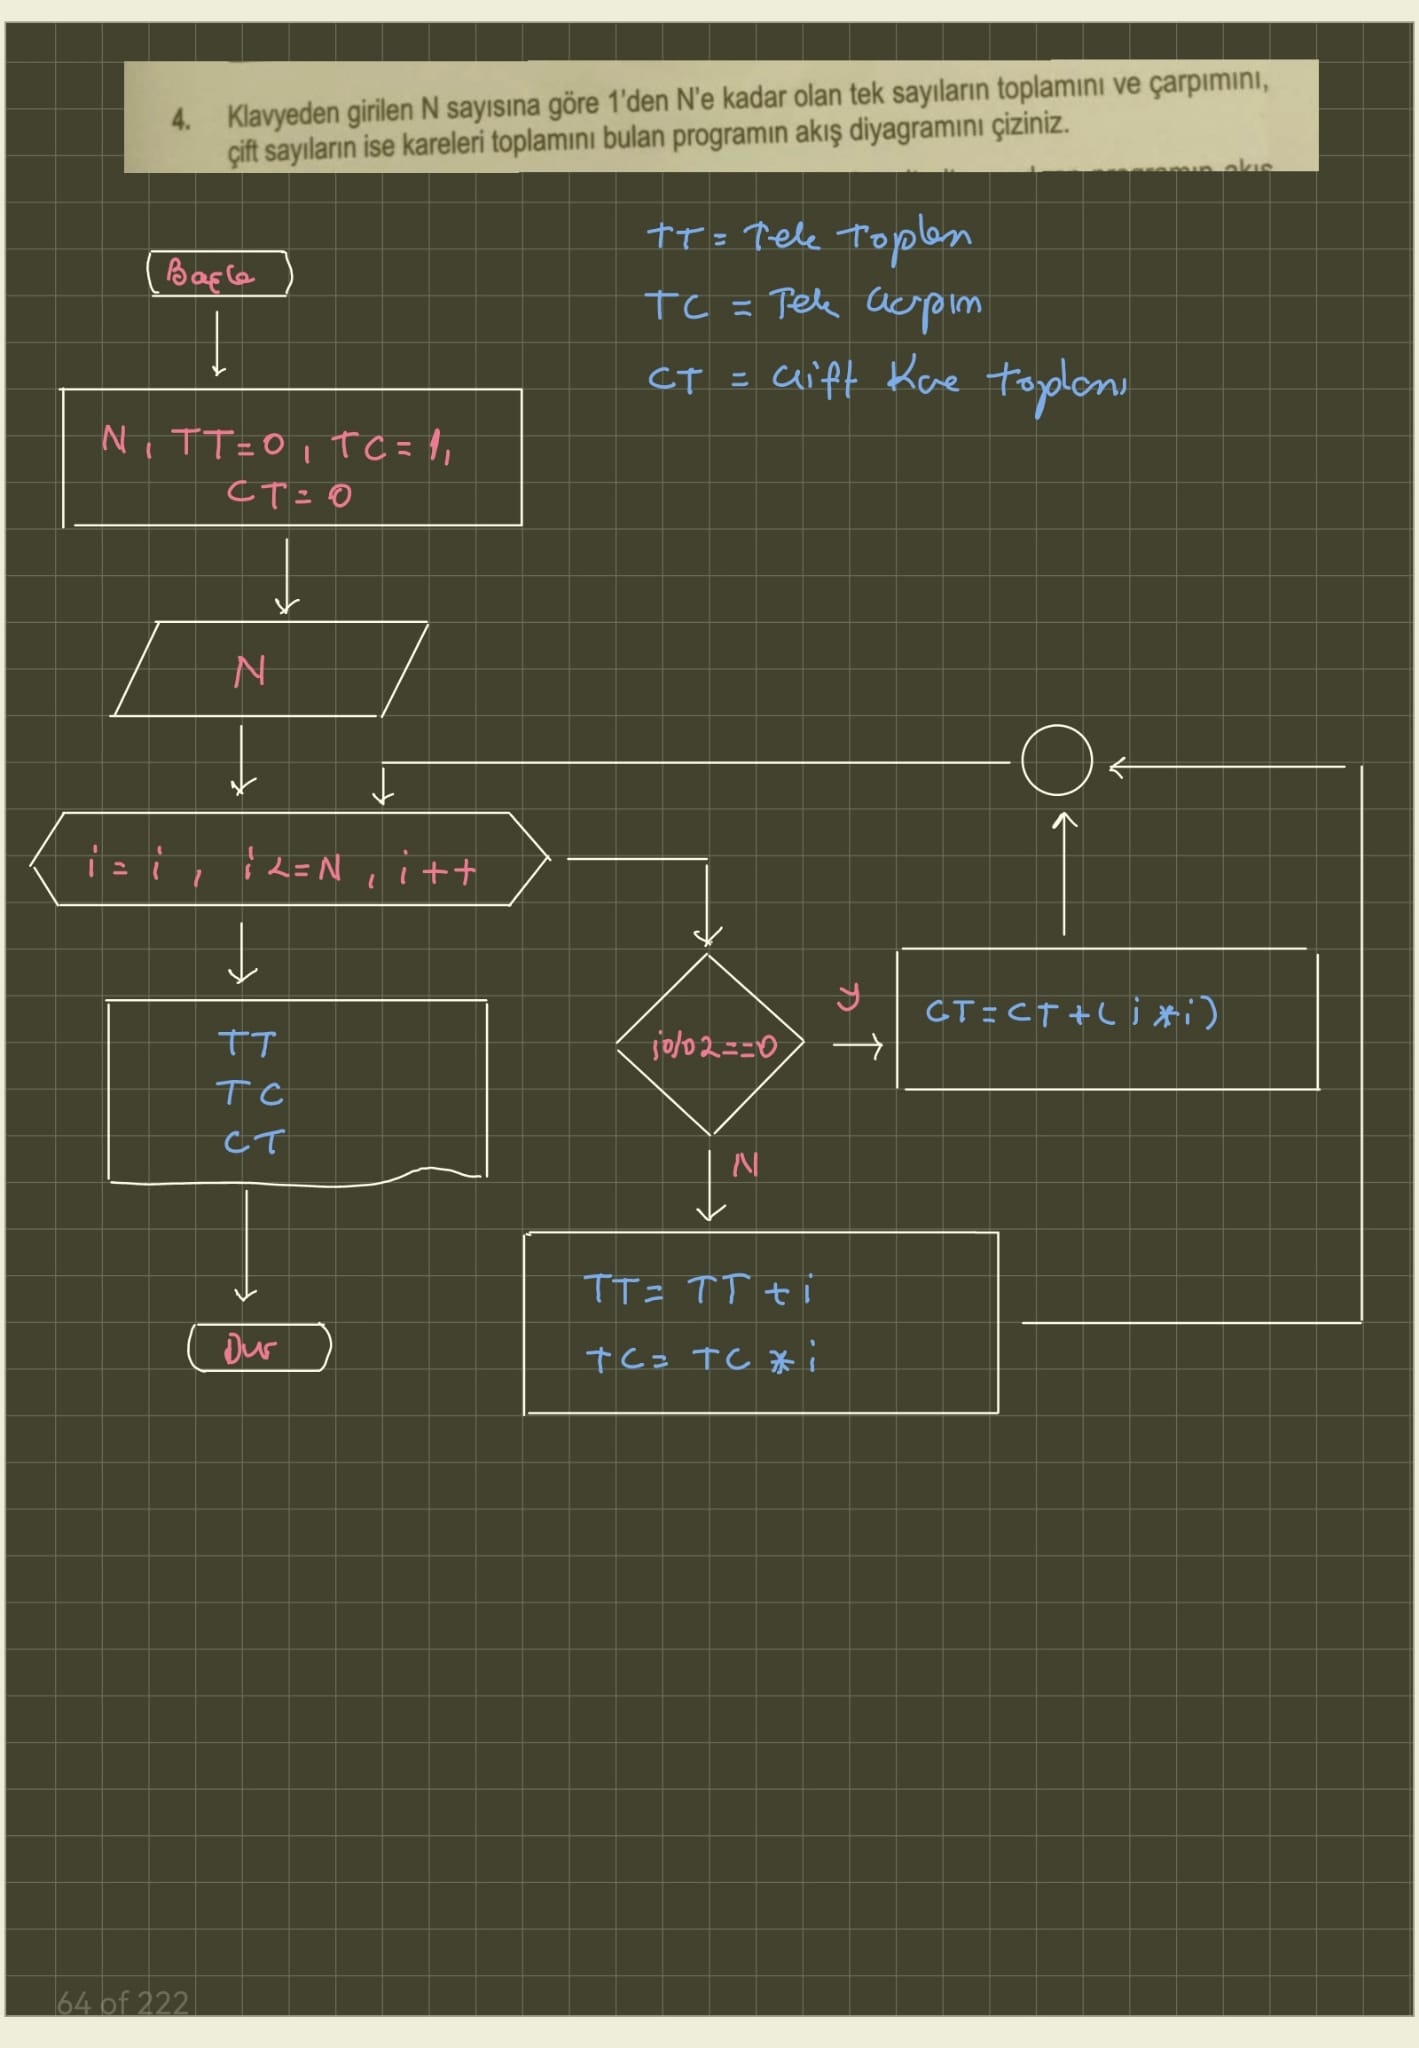 4. Klavyeden girilen N sayısına göre 1'den N'e kadar olan tek sayıların toplamını ve çarpımını,
çift sayıların ise kareleri toplamını bulan programın akış diyagramını çiziniz.
programın akış
TT = Tek Toplam
Başla
TC = Tek Çarpım
CT = Çift Kare toplamı
N, TT=0, TC=1,
CT=0
N
i=i, i<=N, i++
y
CT=CT+(i*i)
i%2==0
TT
TC
CT
N
TT= TT+i
TC= TC*i
Dur
64 of 222